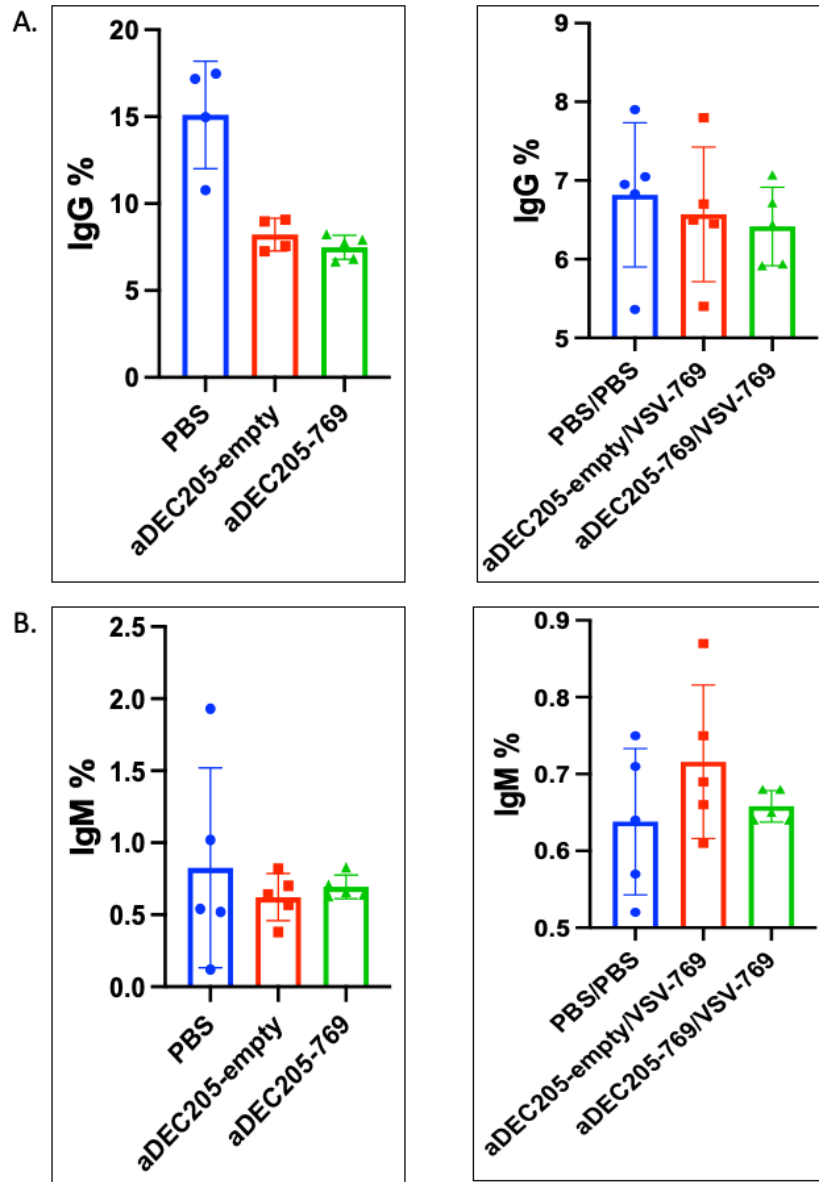 A.
IgG %
20
15
10
5
0
PBS
aDEC205-empty
aDEC205-769
IgG %
9
8
7
6
5
PBS/PBS
aDEC205-empty/VSV-769
aDEC205-769/VSV-769
B.
IgM %
2.5
2.0
1.5
1.0
0.5
0.0
PBS
aDEC205-empty
aDEC205-769
IgM %
0.9
0.8
0.7
0.6
0.5
PBS/PBS
aDEC205-empty/VSV-769
aDEC205-769/VSV-769